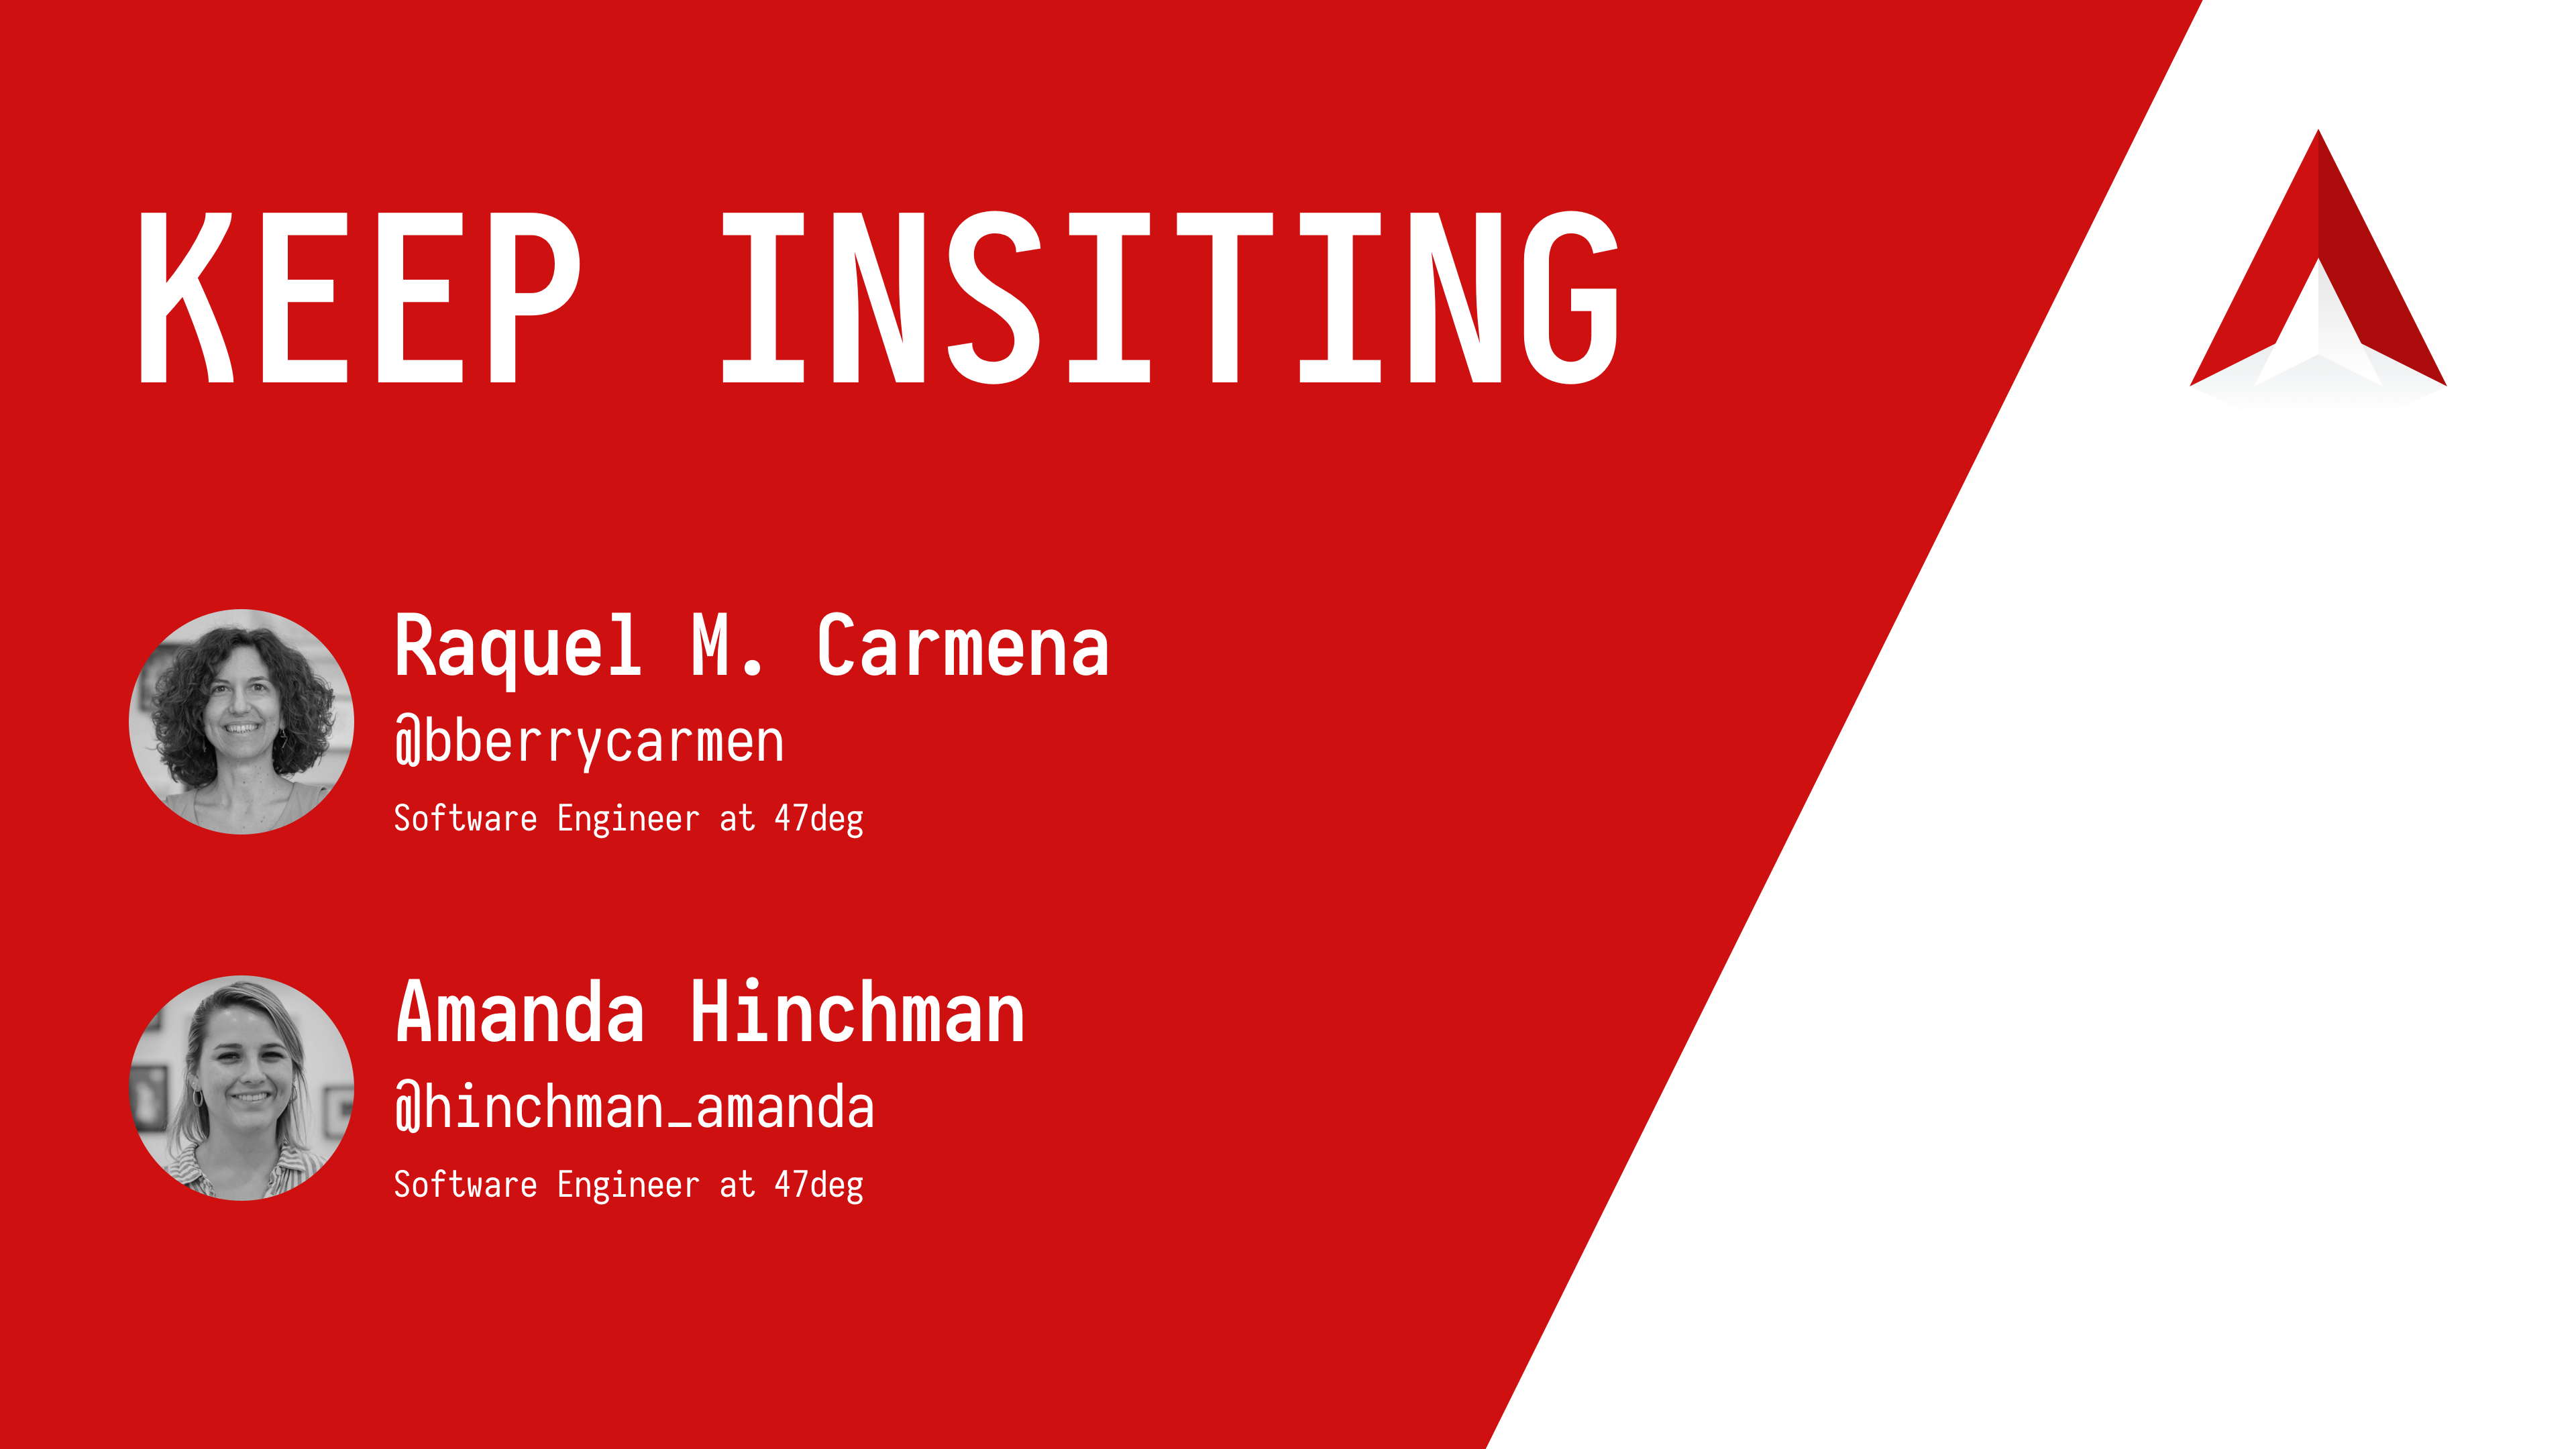 KEEP INSITING
Raquel M. Carmena
@bberrycarmen
Software Engineer at 47deg
Amanda Hinchman
@hinchman_amanda
Software Engineer at 47deg